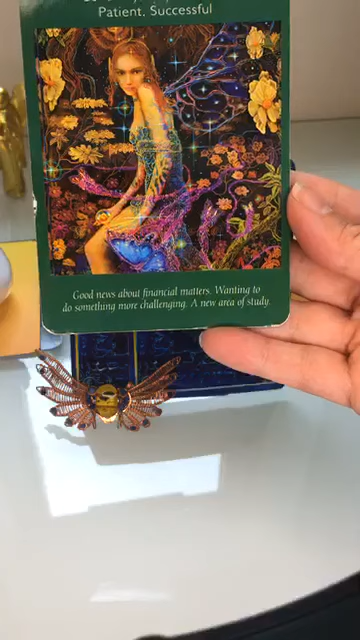 Patient, Successful
Good news about financial matters. Wanting to
do something more challenging. A new area of study.